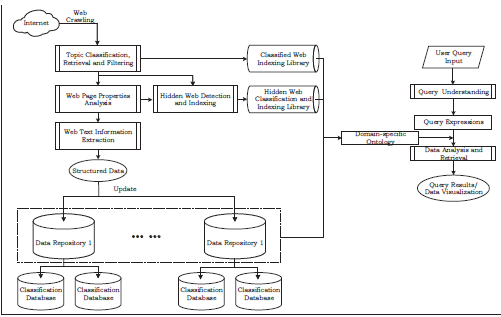 Web
Crawling
Internet
Topic Classification,
Retrieval and Filtering
Classified Web
Indexing Library
User Query
Input
Web Page Properties
Analysis
Hidden Web Detection
and Indexing
Hidden Web
Classification and
Indexing Library
Query Understanding
Web Text Information
Extraction
Query Expressions
Domain-specific
Ontology
Data Analysis and
Retrieval
Structured Data
Update
Query Results/
Data Visualization
Data Repository 1
... ...
Data Repository 1
Classification
Database
Classification
Database
Classification
Database
Classification
Database